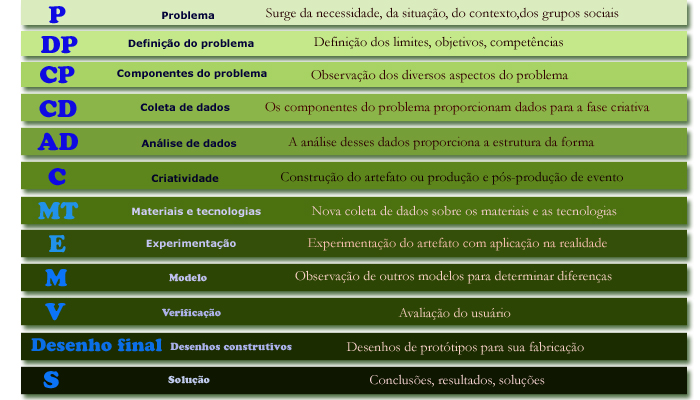 P Problema Surge da necessidade, da situação, do contexto,dos grupos sociais
DP Definição do problema Definição dos limites, objetivos, competências
CP Componentes do problema Observação dos diversos aspectos do problema
CD Coleta de dados Os componentes do problema proporcionam dados para a fase criativa
AD Análise de dados A análise desses dados proporciona a estrutura da forma
C Criatividade Construção do artefato ou produção e pós-produção de evento
MT Materiais e tecnologias Nova coleta de dados sobre os materiais e as tecnologias
E Experimentação Experimentação do artefato com aplicação na realidade
M Modelo Observação de outros modelos para determinar diferenças
V Verificação Avaliação do usuário
Desenho final Desenhos construtivos Desenhos de protótipos para sua fabricação
S Solução Conclusões, resultados, soluções